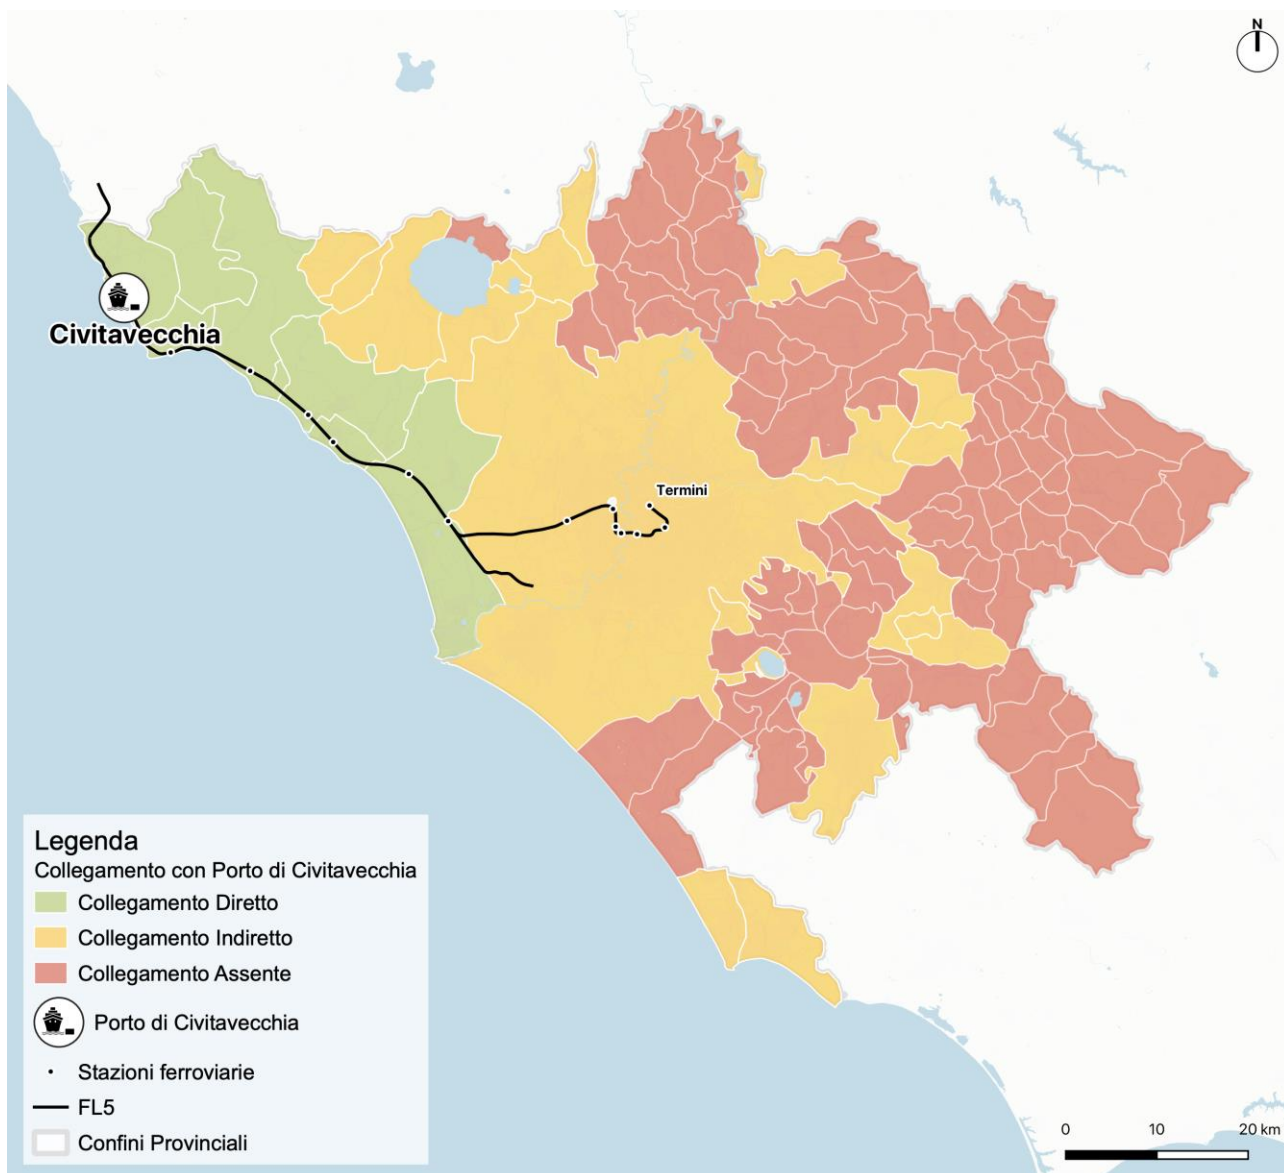 N
Civitavecchia
Termini
Legenda
Collegamento con Porto di Civitavecchia
Collegamento Diretto
Collegamento Indiretto
Collegamento Assente
Porto di Civitavecchia
Stazioni ferroviarie
FL5
Confini Provinciali
0 10 20 km